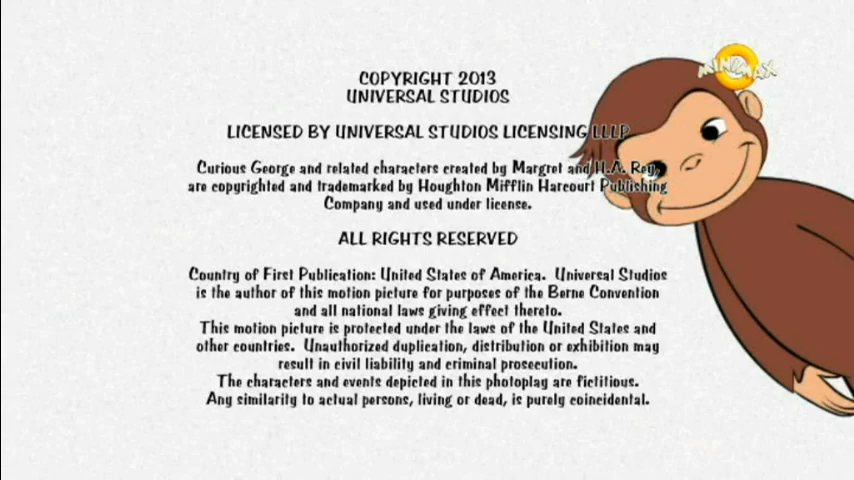 MINIMAX
COPYRIGHT 2013
UNIVERSAL STUDIOS
LICENSED BY UNIVERSAL STUDIOS LICENSING LLLP
Curious George and related characters created by Margret and H.A. Rey,
are copyrighted and trademarked by Houghton Mifflin Harcourt Publishing
Company and used under license.
ALL RIGHTS RESERVED
Country of First Publication: United States of America. Universal Studios
is the author of this motion picture for purposes of the Berne Convention
and all national laws giving effect thereto.
This motion picture is protected under the laws of the United States and
other countries. Unauthorized duplication, distribution or exhibition may
result in civil liability and criminal prosecution.
The characters and events depicted in this photoplay are fictitious.
Any similarity to actual persons, living or dead, is purely coincidental.